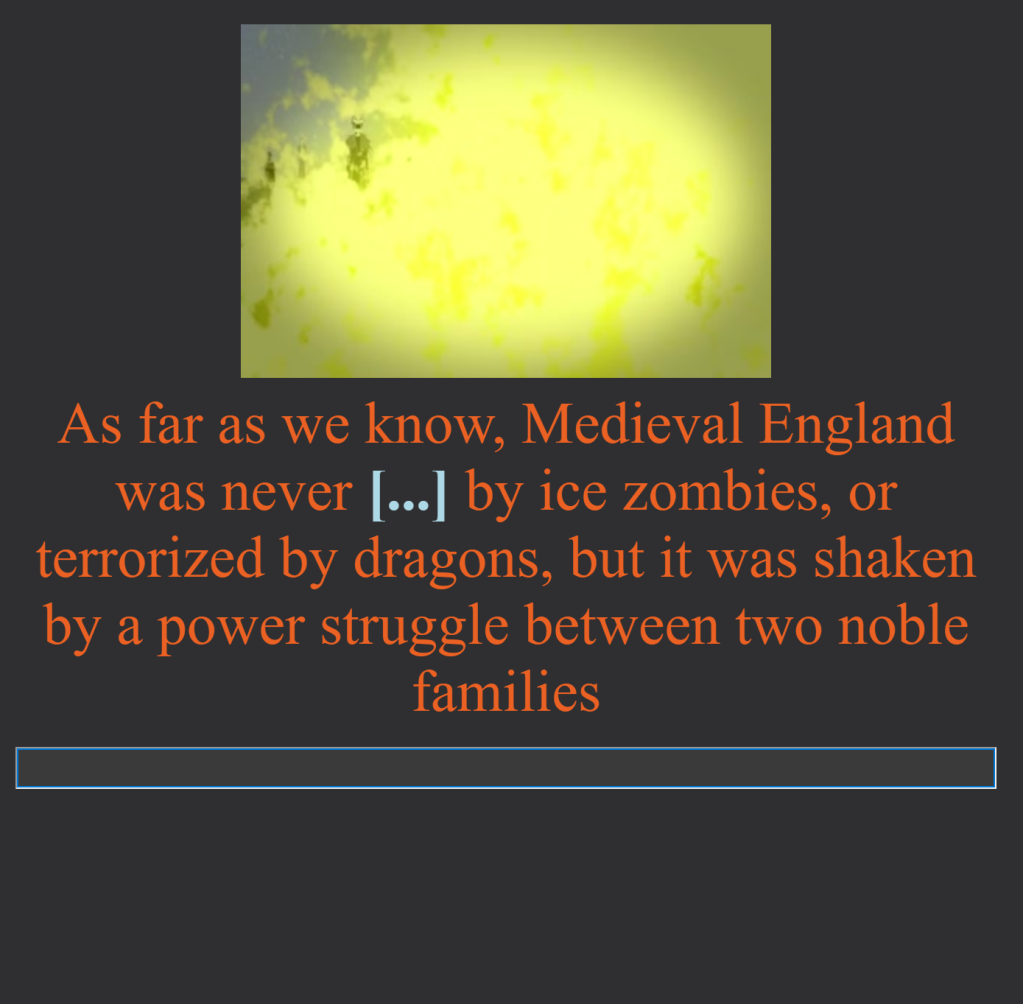 As far as we know, Medieval England
was never [...] by ice zombies, or
terrorized by dragons, but it was shaken
by a power struggle between two noble
families